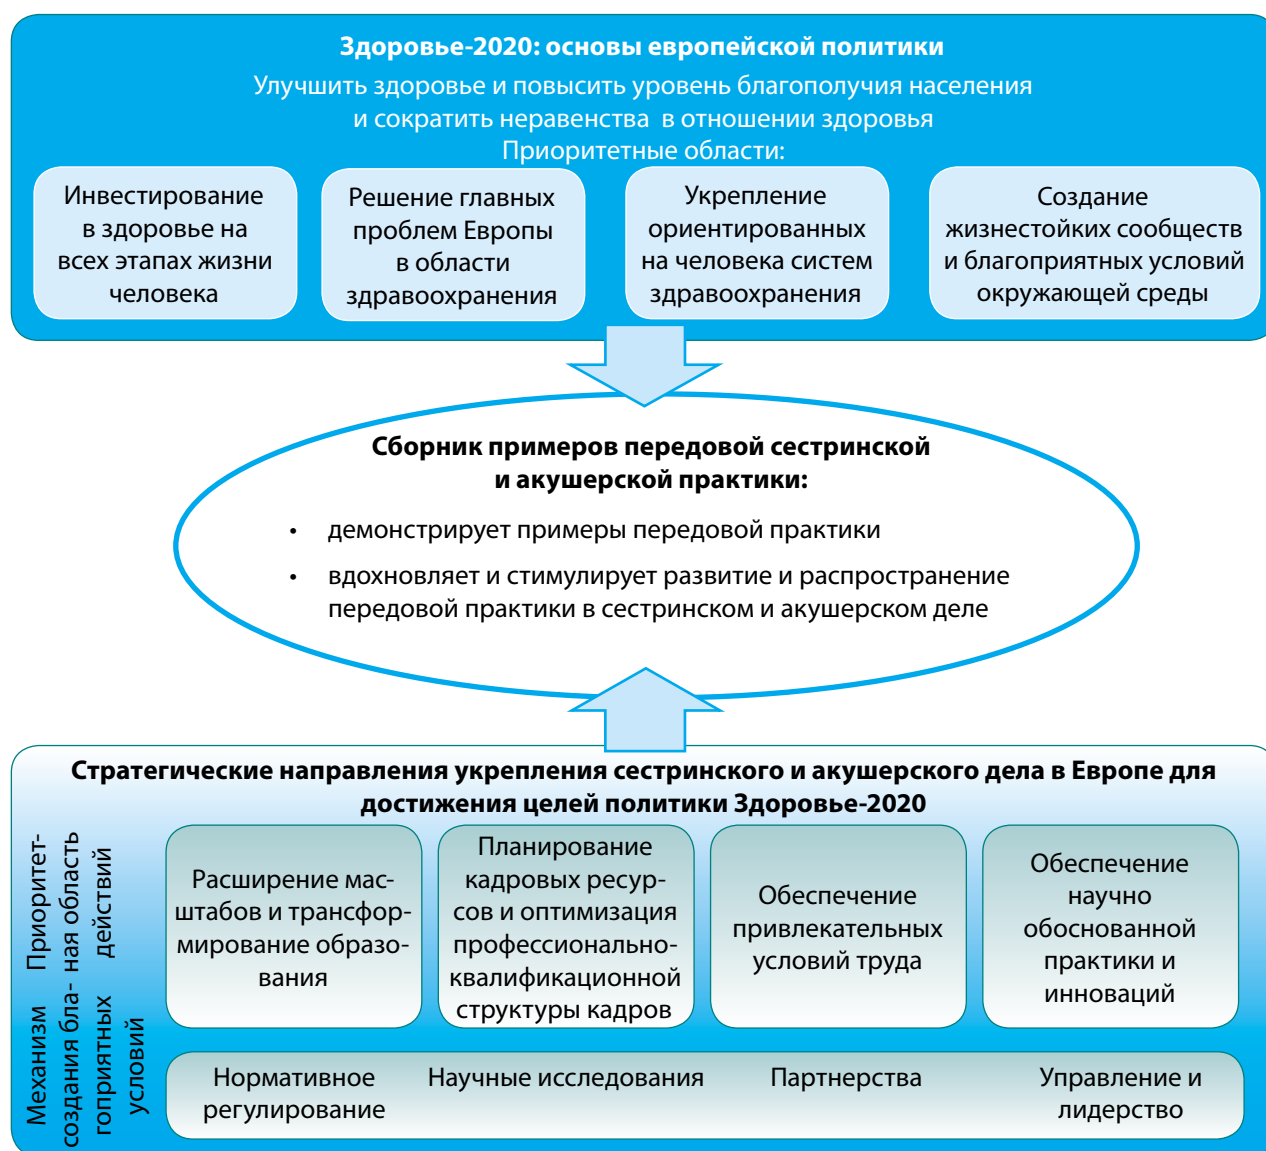 Здоровье-2020: основы европейской политики
Улучшить здоровье и повысить уровень благополучия населения
и сократить неравенства в отношении здоровья
Приоритетные области:
Инвестирование
в здоровье на
всех этапах жизни
человека
Решение главных
проблем Европы
в области
здравоохранения
Укрепление
ориентированных
на человека систем
здравоохранения
Создание
жизнестойких сообществ
и благоприятных условий
окружающей среды
Сборник примеров передовой сестринской
и акушерской практики:
• демонстрирует примеры передовой практики
• вдохновляет и стимулирует развитие и распространение
передовой практики в сестринском и акушерском деле
Стратегические направления укрепления сестринского и акушерского дела в Европе для
достижения целей политики Здоровье-2020
Приоритет-
ная область
действий
Расширение мас-
штабов и трансфор-
мирование образо-
вания
Планирование
кадровых ресур-
сов и оптимизация
профессионально-
квалификационной
структуры кадров
Обеспечение
привлекательных
условий труда
Обеспечение
научно
обоснованной
практики и
инноваций
Механизм
создания бла-
гоприятных
условий
Нормативное
регулирование
Научные исследования
Партнерства
Управление и
лидерство